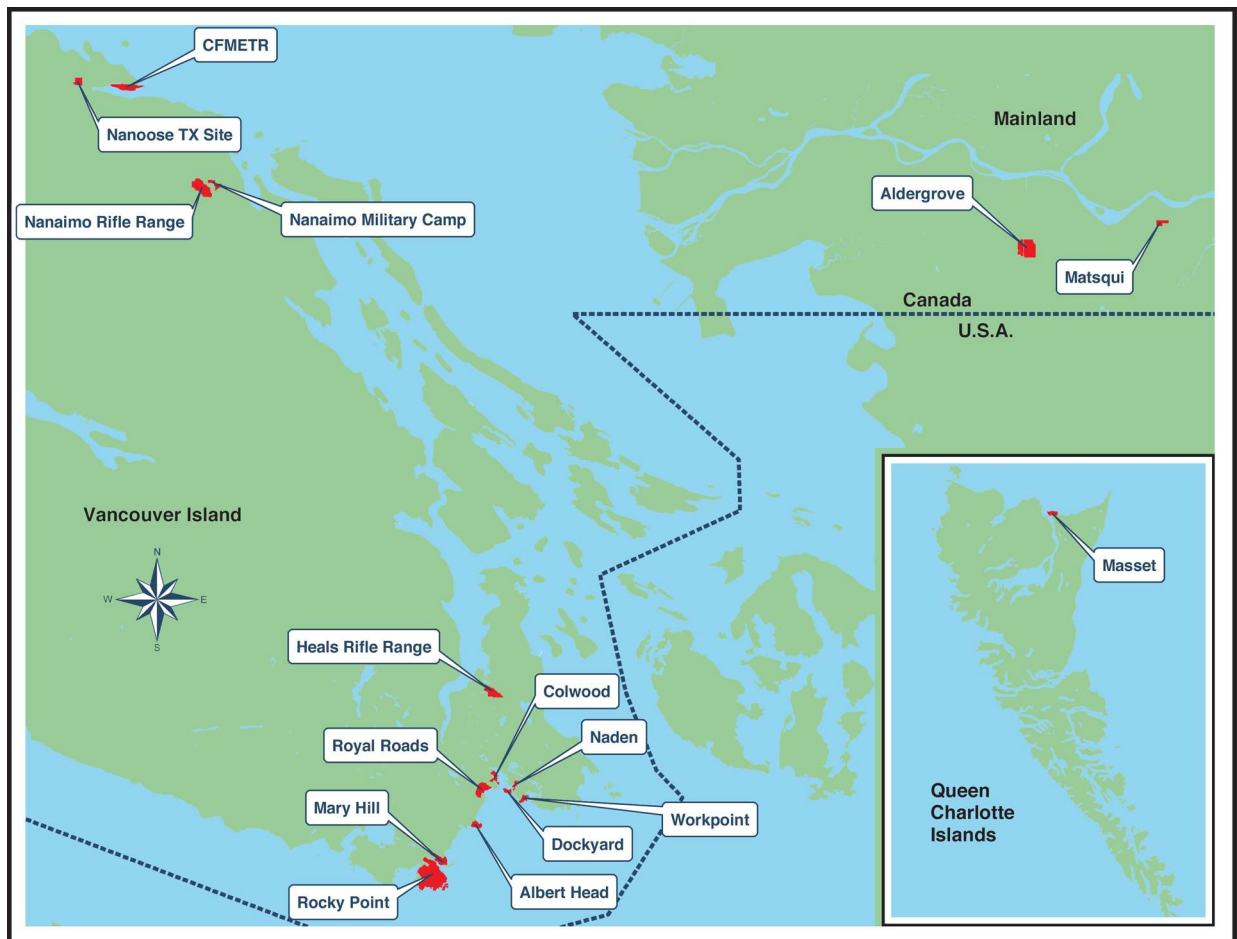 CFMETR
Nanoose TX Site
Mainland
Aldergrove
Nanaimo Rifle Range
Nanaimo Military Camp
Matsqui
Canada
U.S.A.
Vancouver Island
N
W
E
S
Masset
Heals Rifle Range
Colwood
Royal Roads
Naden
Mary Hill
Workpoint
Dockyard
Albert Head
Rocky Point
Queen
Charlotte
Islands